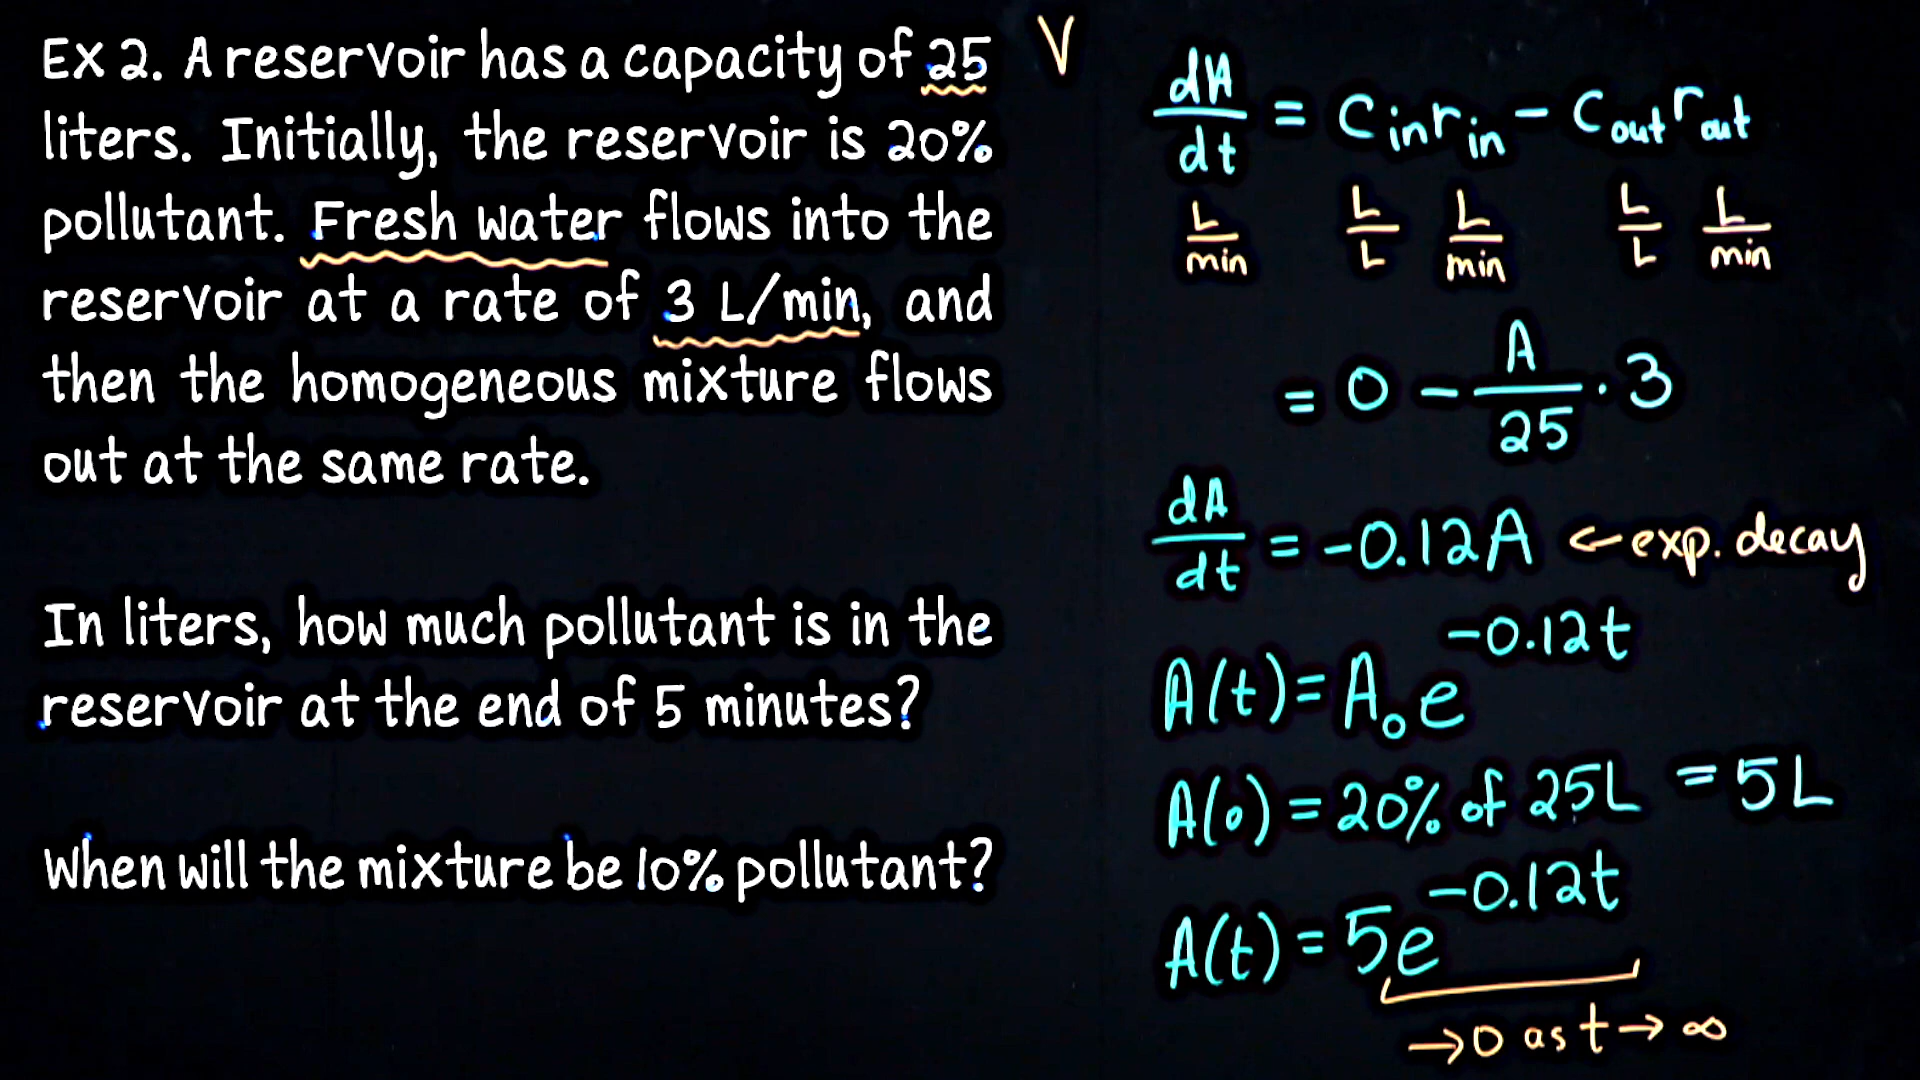 Ex 2. A reservoir has a capacity of 25
liters. Initially, the reservoir is 20%
pollutant. Fresh water flows into the
reservoir at a rate of 3 L/min, and
then the homogeneous mixture flows
out at the same rate.
In liters, how much pollutant is in the
reservoir at the end of 5 minutes?
When will the mixture be 10% pollutant?
V
dA/dt = C_in r_in - C_out r_out
L/min L/L L/min L/L L/min
= 0 - A/25 · 3
dA/dt = -0.12A ← exp. decay
A(t) = A₀e^(-0.12t)
A(0) = 20% of 25L = 5L
A(t) = 5e^(-0.12t)
→ 0 as t → ∞